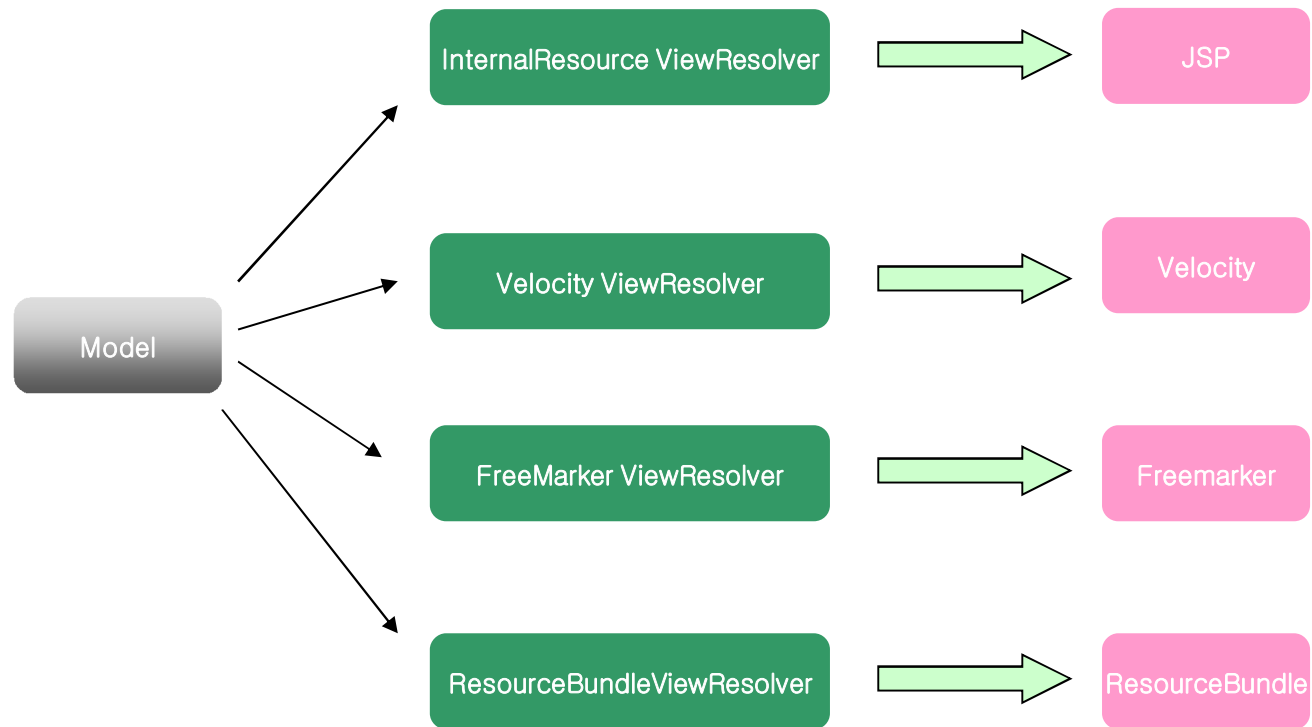 InternalResource ViewResolver
JSP
Velocity ViewResolver
Velocity
Model
FreeMarker ViewResolver
Freemarker
ResourceBundleViewResolver
ResourceBundle